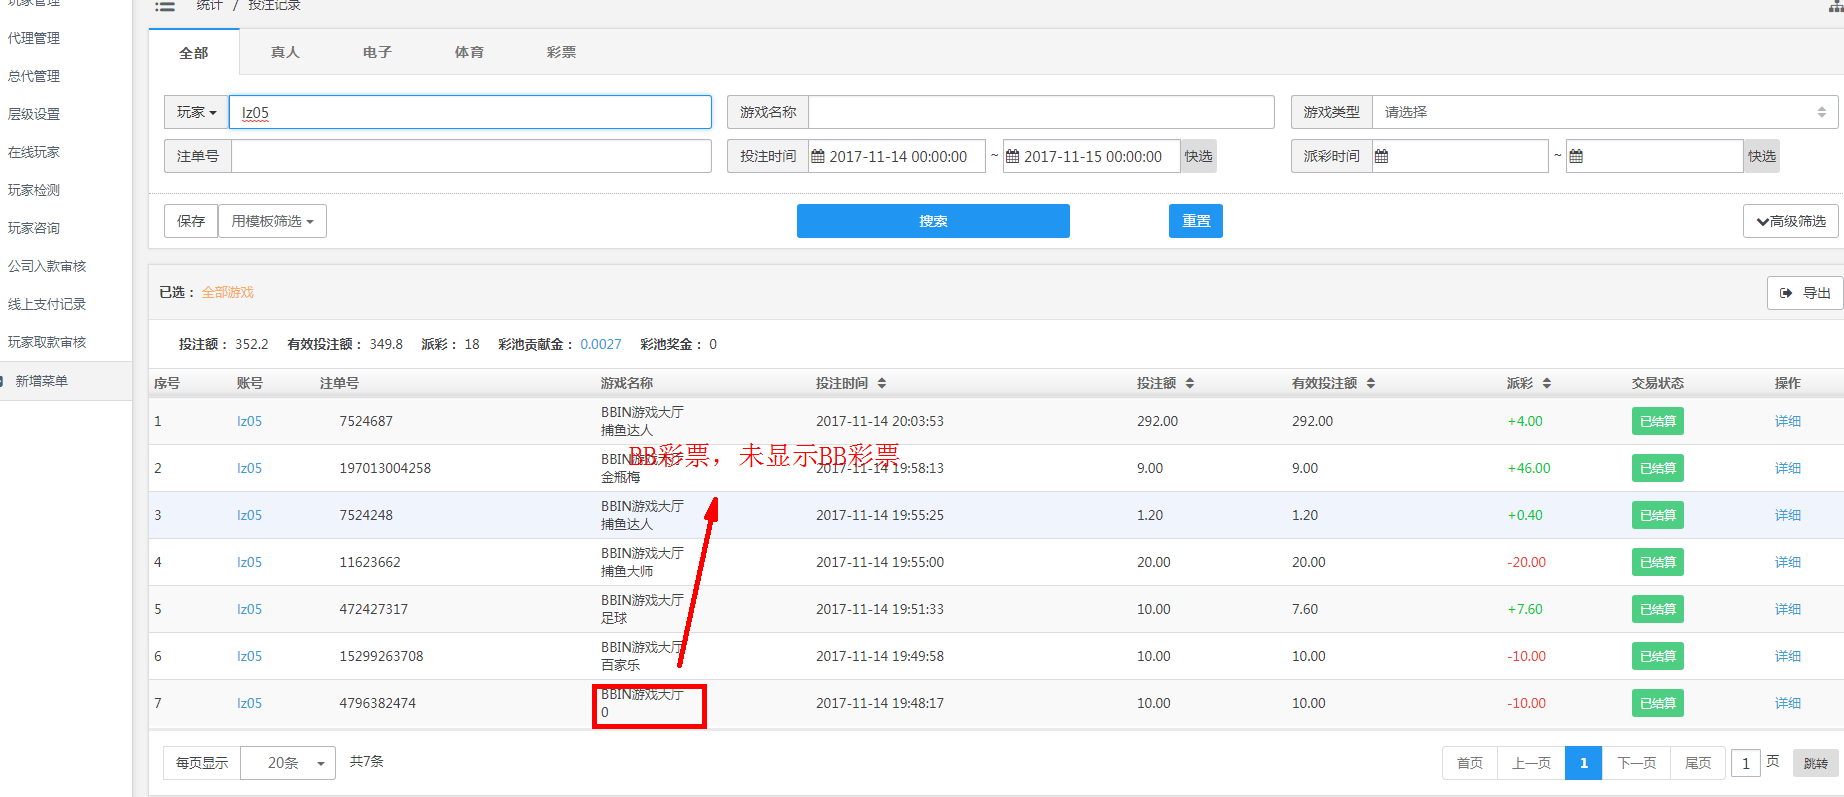 玩家管理
代理管理
总代管理
层级设置
在线玩家
玩家检测
玩家咨询
公司入款审核
线上支付记录
玩家取款审核
新增菜单
统计 / 投注记录
全部 真人 电子 体育 彩票
玩家 lz05 游戏名称 游戏类型 请选择
注单号 投注时间 2017-11-14 00:00:00 ~ 2017-11-15 00:00:00 快选 派彩时间 ~ 快选
保存 用模板筛选 搜索 重置 高级筛选
已选： 全部游戏 导出
投注额： 352.2 有效投注额： 349.8 派彩： 18 彩池贡献金： 0.0027 彩池奖金： 0
序号 账号 注单号 游戏名称 投注时间 投注额 有效投注额 派彩 交易状态 操作
1 lz05 7524687 BBIN游戏大厅 2017-11-14 20:03:53 292.00 292.00 +4.00 已结算 详细
捕鱼达人
BB彩票，未显示BB彩票
2 lz05 197013004258 BBIN游戏大厅 2017-11-14 19:58:13 9.00 9.00 +46.00 已结算 详细
金瓶梅
3 lz05 7524248 BBIN游戏大厅 2017-11-14 19:55:25 1.20 1.20 +0.40 已结算 详细
捕鱼达人
4 lz05 11623662 BBIN游戏大厅 2017-11-14 19:55:00 20.00 20.00 -20.00 已结算 详细
捕鱼大师
5 lz05 472427317 BBIN游戏大厅 2017-11-14 19:51:33 10.00 7.60 +7.60 已结算 详细
足球
6 lz05 15299263708 BBIN游戏大厅 2017-11-14 19:49:58 10.00 10.00 -10.00 已结算 详细
百家乐
7 lz05 4796382474 BBIN游戏大厅 2017-11-14 19:48:17 10.00 10.00 -10.00 已结算 详细
0
每页显示 20条 共7条 首页 上一页 1 下一页 尾页 1 页 跳转